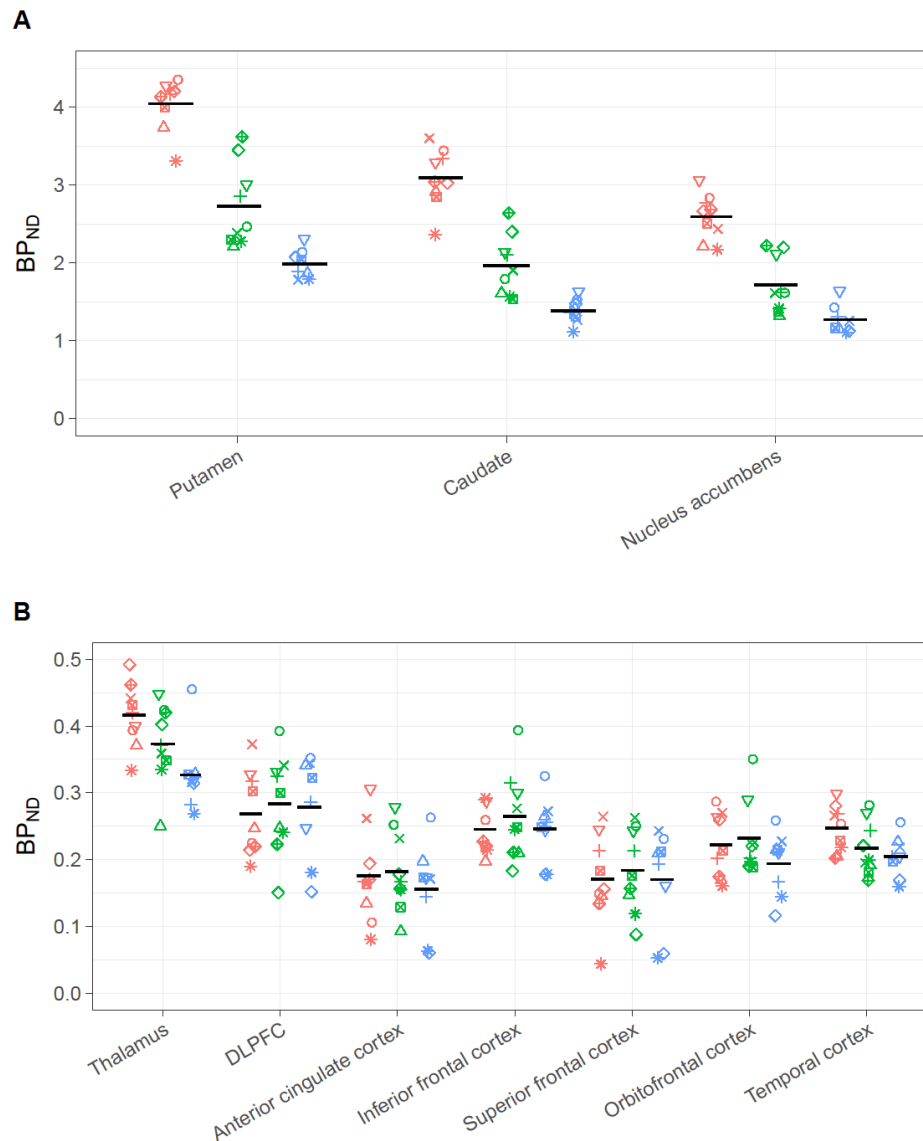 A
BPND
4
3
2
1
0
Putamen
Caudate
Nucleus accumbens
B
BPND
0.5
0.4
0.3
0.2
0.1
0.0
Thalamus
DLPFC
Anterior cingulate cortex
Inferior frontal cortex
Superior frontal cortex
Orbitofrontal cortex
Temporal cortex